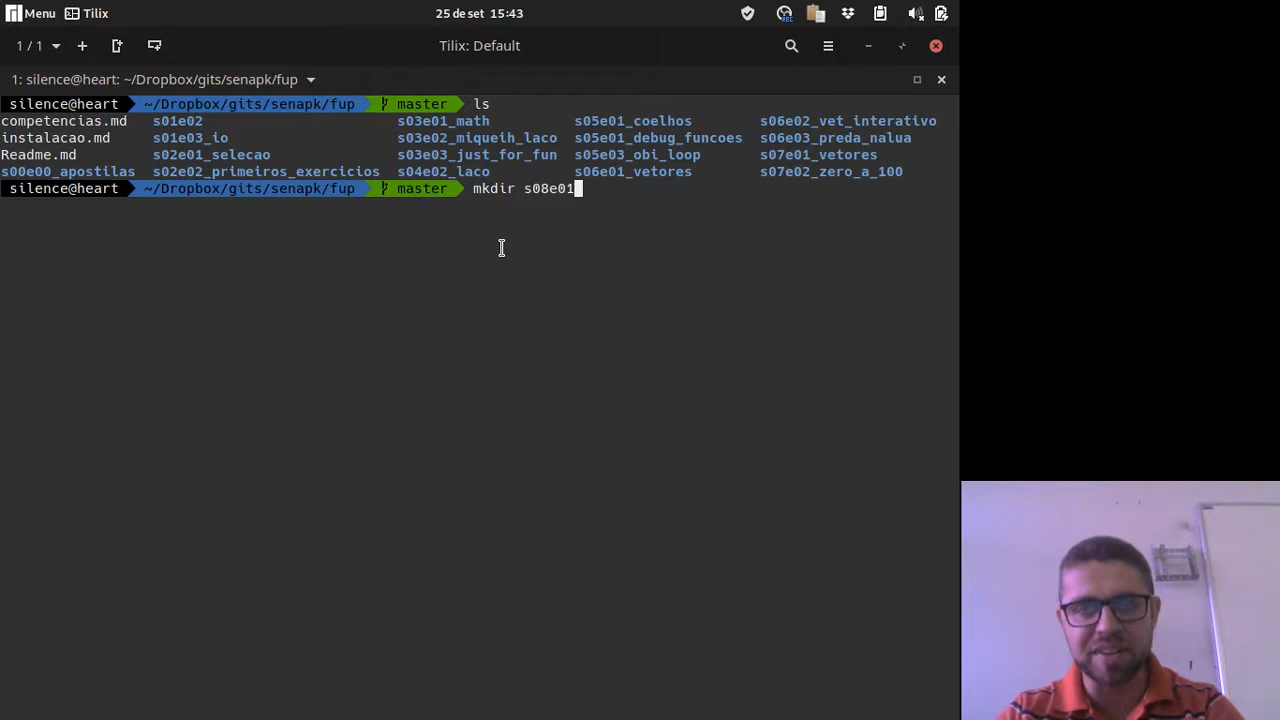 Menu Tilix 25 de set 15:43 REC
1 / 1 Tilix: Default
1: silence@heart: ~/Dropbox/gits/senapk/fup
silence@heart ~/Dropbox/gits/senapk/fup master ls
competencias.md s01e02 s03e01_math s05e01_coelhos s06e02_vet_interativo
instalacao.md s01e03_io s03e02_miqueih_laco s05e01_debug_funcoes s06e03_preda_nalua
Readme.md s02e01_selecao s03e03_just_for_fun s05e03_obi_loop s07e01_vetores
s00e00_apostilas s02e02_primeiros_exercicios s04e02_laco s06e01_vetores s07e02_zero_a_100
silence@heart ~/Dropbox/gits/senapk/fup master mkdir s08e01